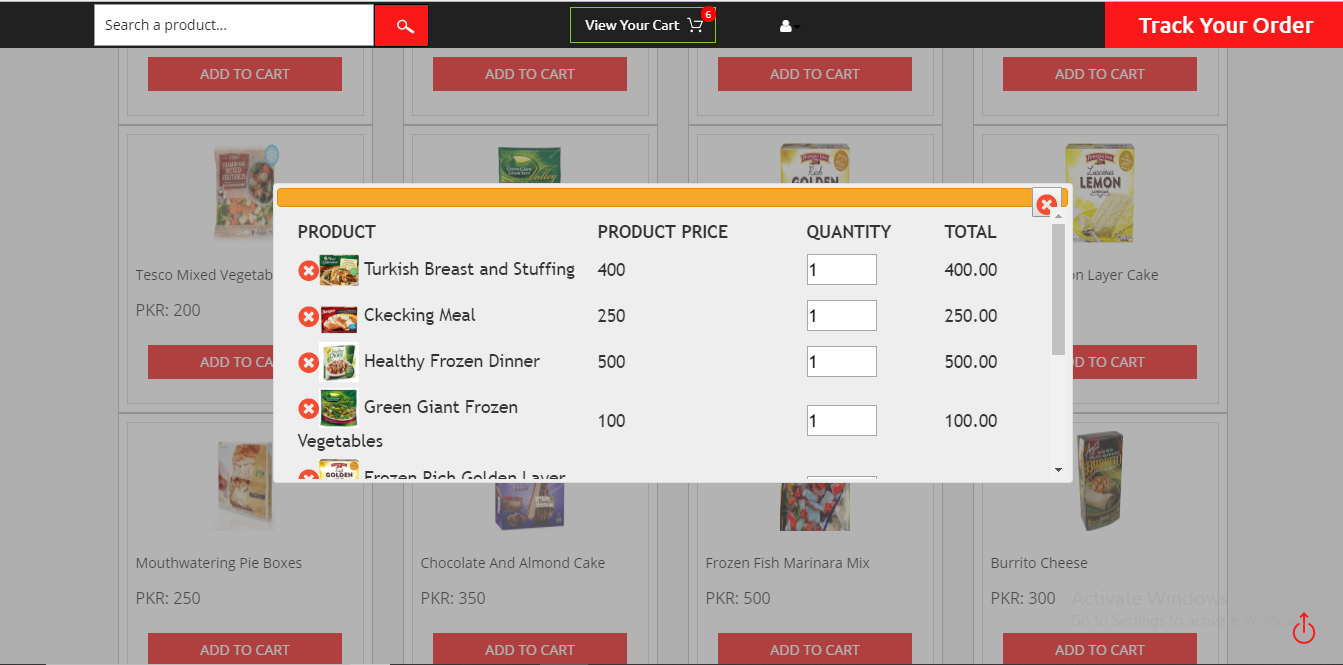 Search a product...
View Your Cart
6
Track Your Order
ADD TO CART ADD TO CART ADD TO CART ADD TO CART
GOLDEN
Luscious
LEMON
PRODUCT PRODUCT PRICE QUANTITY TOTAL
Turkish Breast and Stuffing 400 1 400.00
Ckecking Meal 250 1 250.00
Healthy Frozen Dinner 500 1 500.00
Green Giant Frozen
Vegetables 100 1 100.00
Frozen Rich Golden Layer
Tesco Mixed Vegetab
PKR: 200
ADD TO CA
on Layer Cake
D TO CART
Mouthwatering Pie Boxes Chocolate And Almond Cake Frozen Fish Marinara Mix Burrito Cheese
PKR: 250 PKR: 350 PKR: 500 PKR: 300
Activate Windows
Go to Settings to activate Windows
ADD TO CART ADD TO CART ADD TO CART ADD TO CART